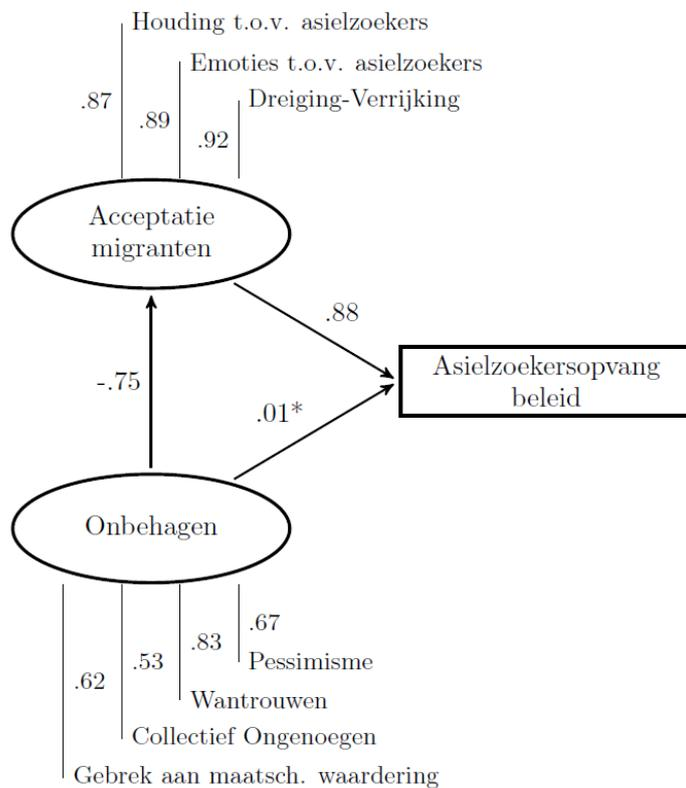 Houding t.o.v. asielzoekers
Emoties t.o.v. asielzoekers
Dreiging-Verrijking
.87
.89
.92
Acceptatie
migranten
.88
-.75
Asielzoekersopvang
beleid
.01*
Onbehagen
.67
.83
.53
.62
Pessimisme
Wantrouwen
Collectief Ongenoegen
Gebrek aan maatsch. waardering